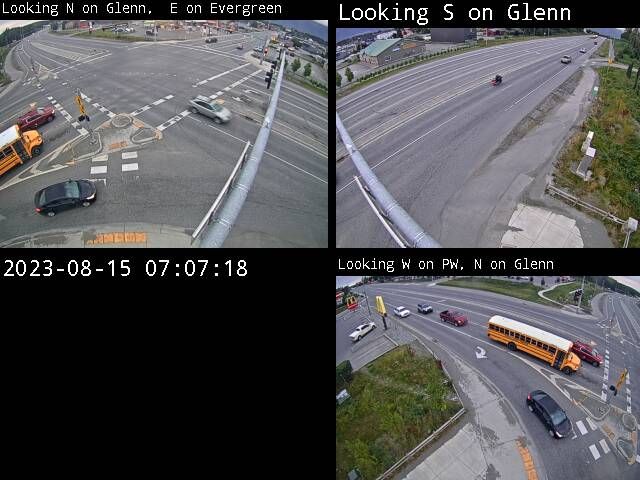 Looking N on Glenn, E on Evergreen
Looking S on Glenn
2023-08-15 07:07:18
Looking W on PW, N on Glenn